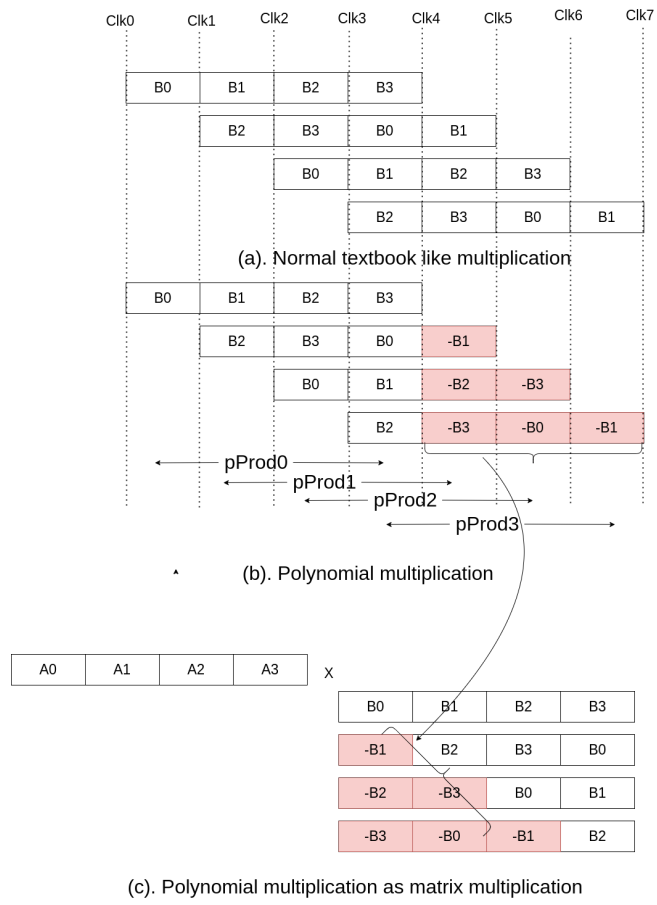 Clk0 Clk1 Clk2 Clk3 Clk4 Clk5 Clk6 Clk7
B0 B1 B2 B3
B2 B3 B0 B1
B0 B1 B2 B3
B2 B3 B0 B1
(a). Normal textbook like multiplication
B0 B1 B2 B3
B2 B3 B0 -B1
B0 B1 -B2 -B3
B2 -B3 -B0 -B1
pProd0
pProd1
pProd2
pProd3
(b). Polynomial multiplication
A0 A1 A2 A3 X
B0 B1 B2 B3
-B1 B2 B3 B0
-B2 -B3 B0 B1
-B3 -B0 -B1 B2
(c). Polynomial multiplication as matrix multiplication